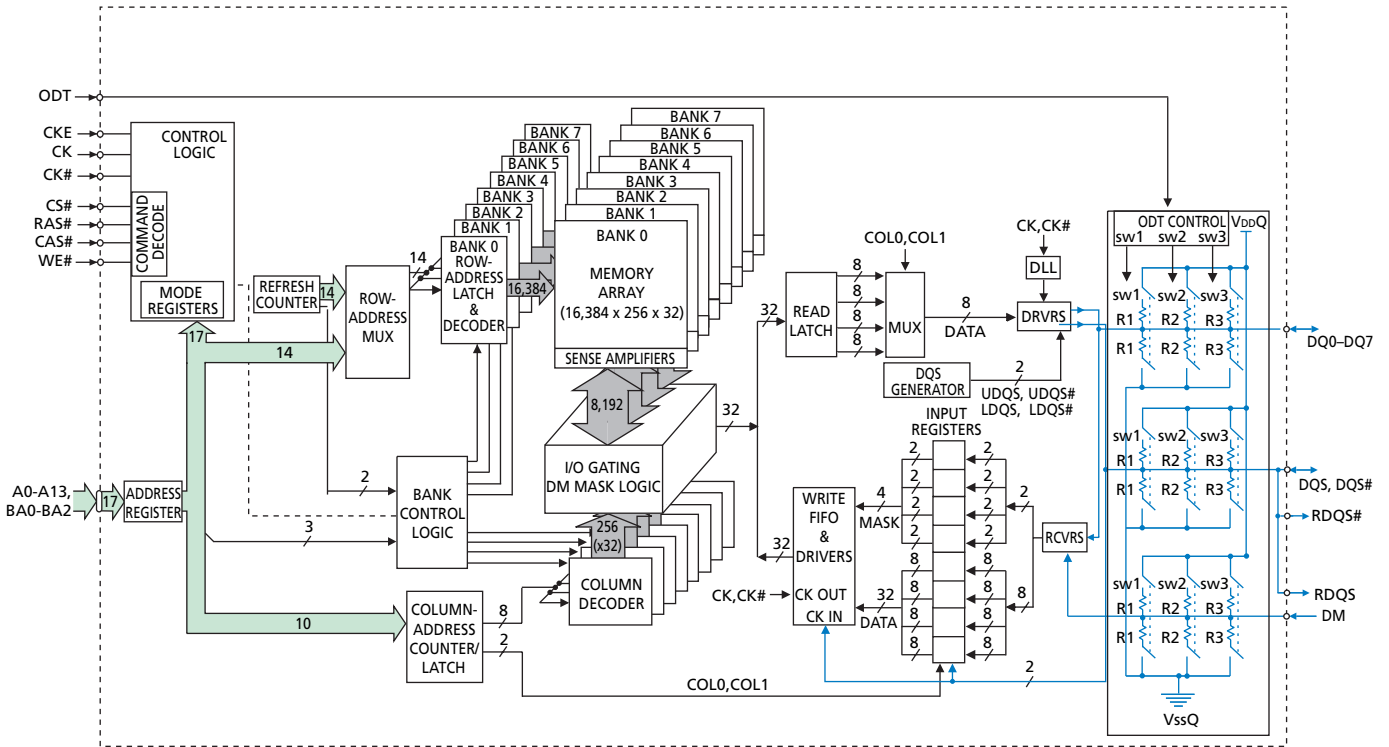 ODT
CKE
CK
CK#
CS#
RAS#
CAS#
WE#
CONTROL
LOGIC
COMMAND
DECODE
MODE
REGISTERS
17
A0-A13,
BA0-BA2
17
ADDRESS
REGISTER
REFRESH
COUNTER
14
14
ROW-
ADDRESS
MUX
14
2
3
10
BANK
CONTROL
LOGIC
COLUMN-
ADDRESS
COUNTER/
LATCH
8
2
COL0,COL1
BANK 7
BANK 6
BANK 5
BANK 4
BANK 3
BANK 2
BANK 1
BANK 0
ROW-
ADDRESS
LATCH
&
DECODER
16,384
BANK 7
BANK 6
BANK 5
BANK 4
BANK 3
BANK 2
BANK 1
BANK 0
MEMORY
ARRAY
(16,384 x 256 x 32)
SENSE AMPLIFIERS
8,192
I/O GATING
DM MASK LOGIC
256
(x32)
COLUMN
DECODER
32
32
32
READ
LATCH
8
8
8
8
COL0,COL1
MUX
8
DATA
CK,CK#
DLL
DRVRS
DQS
GENERATOR
2
UDQS, UDQS#
LDQS, LDQS#
INPUT
REGISTERS
WRITE
FIFO
&
DRIVERS
CK OUT
CK IN
CK,CK#
4
MASK
32
DATA
2
2
2
2
8
8
8
8
2
2
2
2
8
8
8
8
2
8
RCVRS
2
ODT CONTROL
sw1 sw2 sw3
VDDQ
sw1 sw2 sw3
R1 R2 R3
R1 R2 R3
sw1 sw2 sw3
R1 R2 R3
R1 R2 R3
sw1 sw2 sw3
R1 R2 R3
R1 R2 R3
VssQ
DQ0–DQ7
DQS, DQS#
RDQS#
RDQS
DM